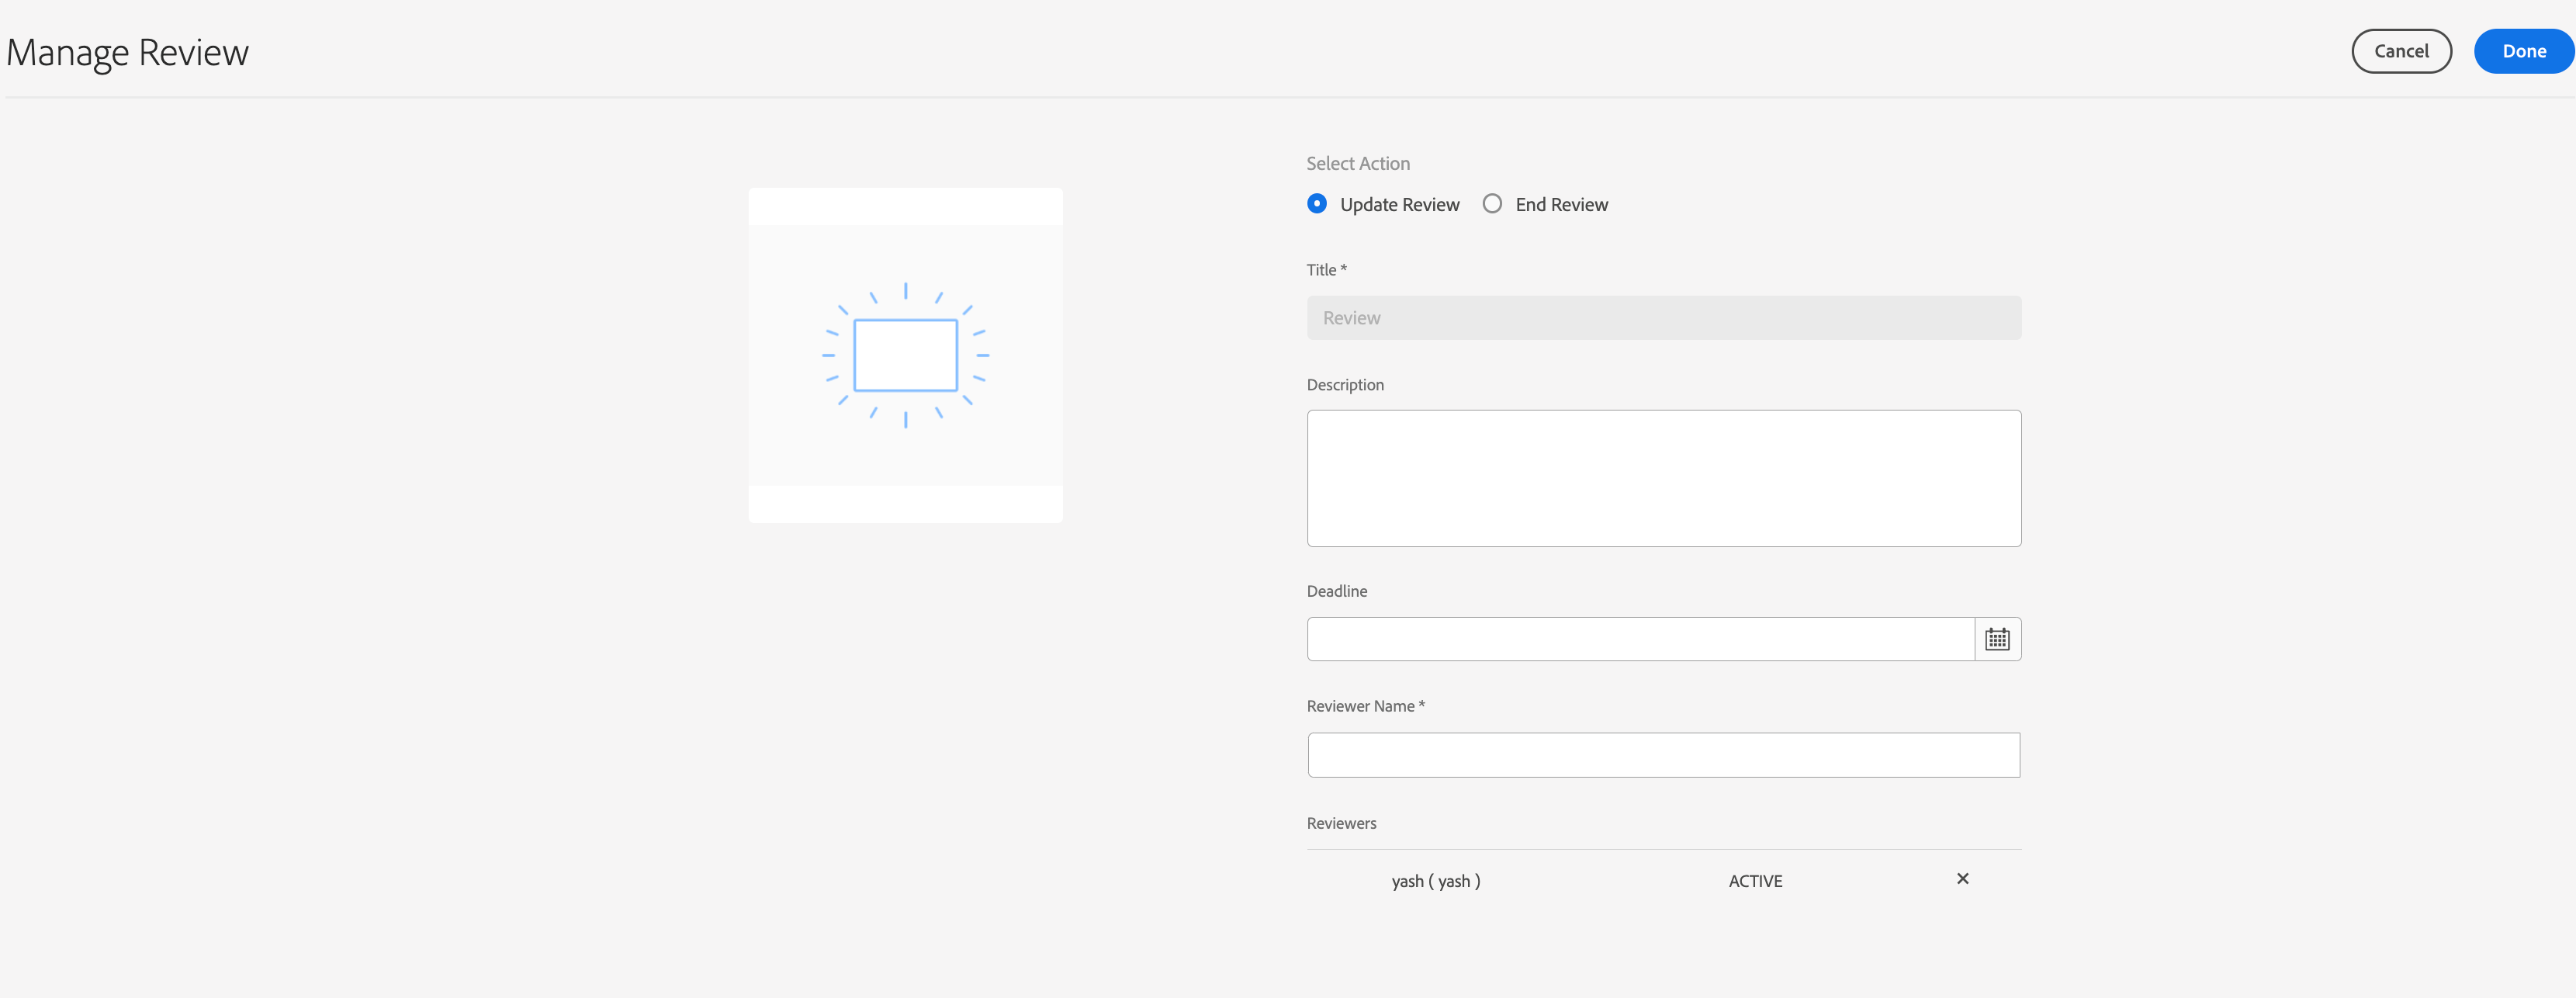 Manage Review
Cancel
Done
Select Action
Update Review
End Review
Title *
Review
Description
Deadline
Reviewer Name *
Reviewers
yash ( yash )
ACTIVE